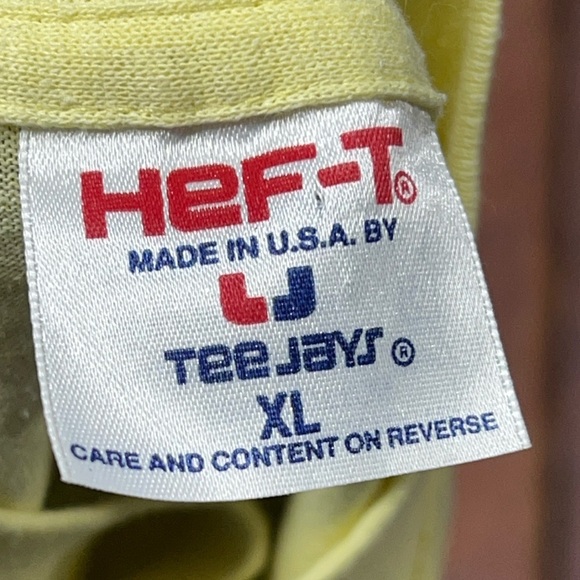 HeF-T®
MADE IN U.S.A. BY
TeeJays ®
XL
CARE AND CONTENT ON REVERSE